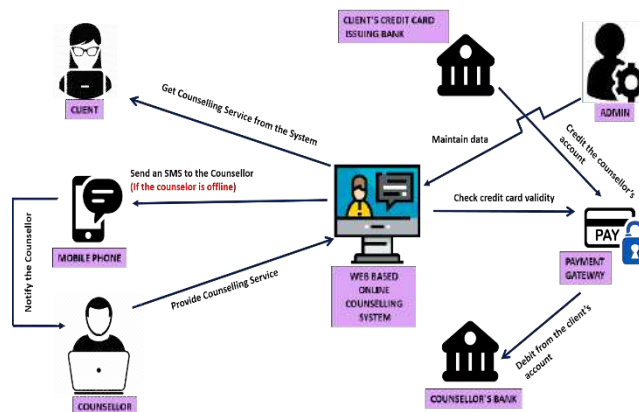 CLIENT'S CREDIT CARD
ISSUING BANK
CLIENT
ADMIN
Get Counselling Service from the System
Maintain data
Credit the counselor's
account
Send an SMS to the Counsellor
(If the counselor is offline)
Check credit card validity
PAY
Notify the Counsellor
MOBILE PHONE
PAYMENT
GATEWAY
WEB BASED
ONLINE
COUNSELLING
SYSTEM
Provide Counselling Service
Debit from the client's
account
COUNSELLOR
COUNSELLOR'S BANK